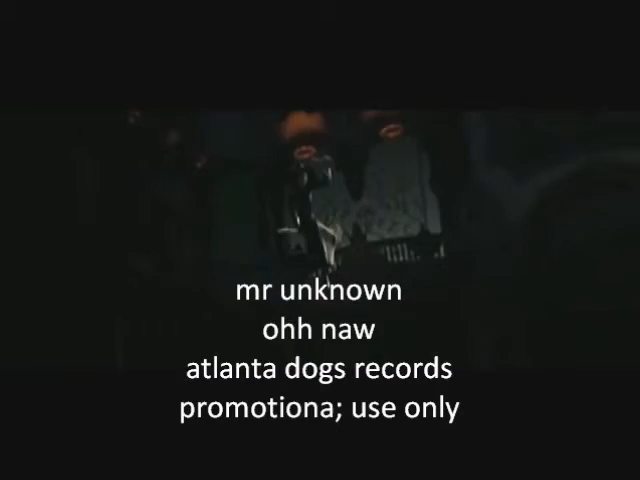 mr unknown
ohh naw
atlanta dogs records
promotiona; use only